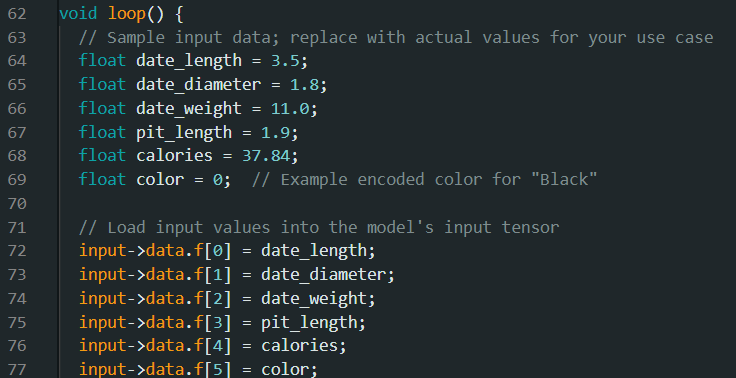 62 void loop() {
63 // Sample input data; replace with actual values for your use case
64 float date_length = 3.5;
65 float date_diameter = 1.8;
66 float date_weight = 11.0;
67 float pit_length = 1.9;
68 float calories = 37.84;
69 float color = 0;  // Example encoded color for "Black"
70
71 // Load input values into the model's input tensor
72 input->data.f[0] = date_length;
73 input->data.f[1] = date_diameter;
74 input->data.f[2] = date_weight;
75 input->data.f[3] = pit_length;
76 input->data.f[4] = calories;
77 input->data.f[5] = color;